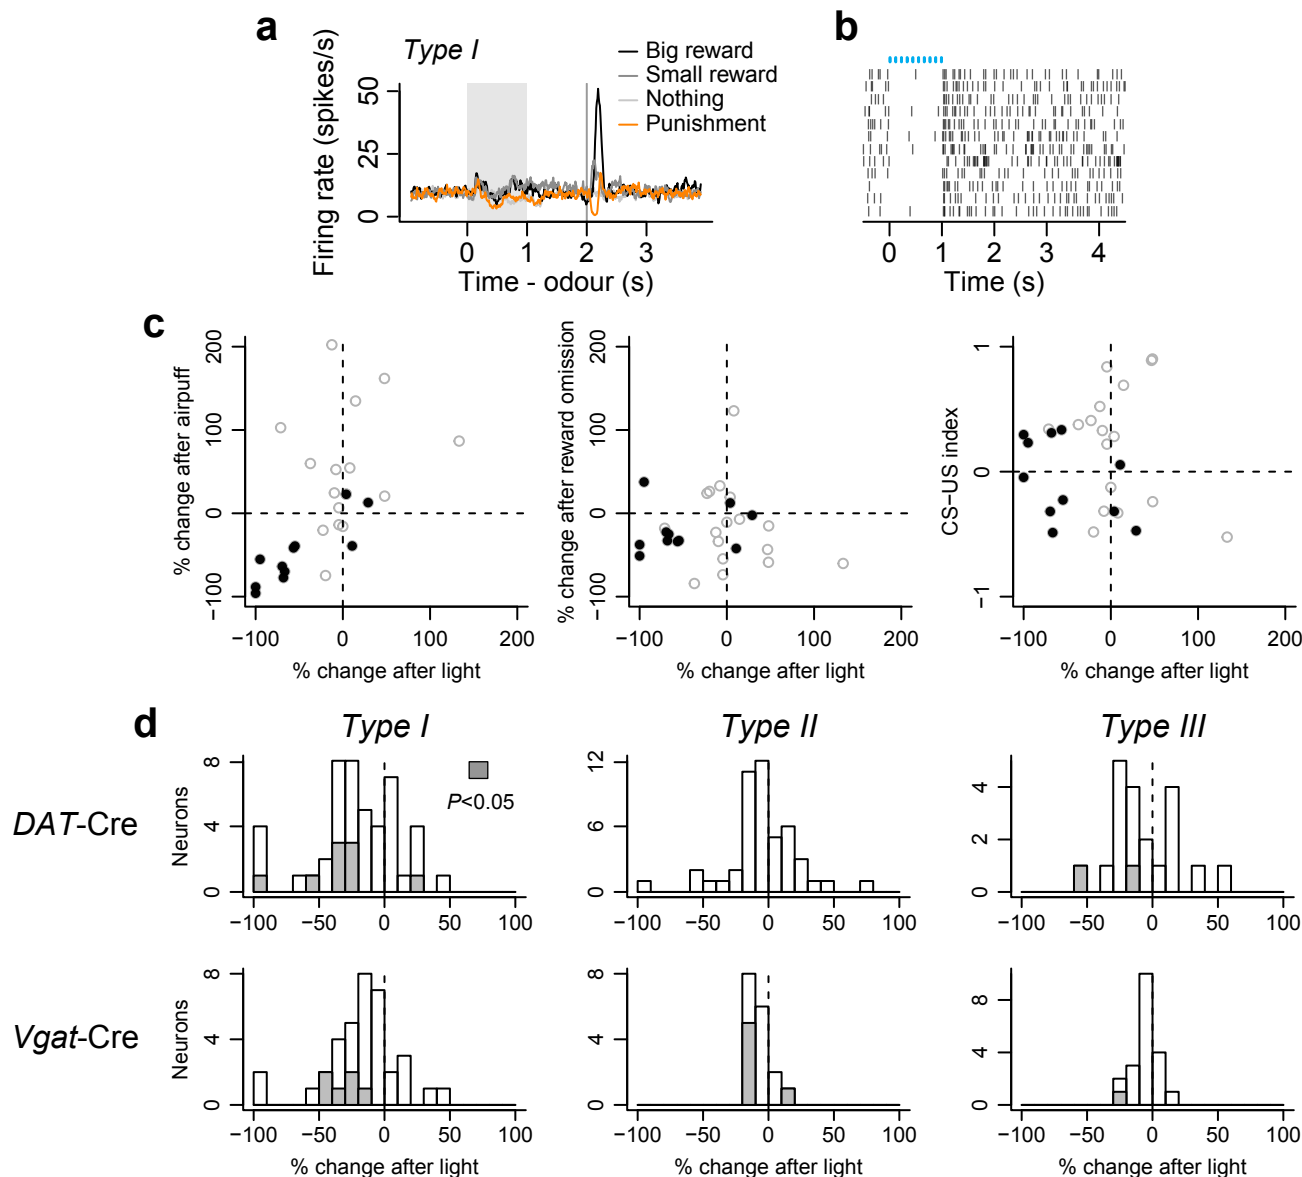 a
Type I
Big reward
Small reward
Nothing
Punishment
Firing rate (spikes/s)
50
25
0
0 1 2 3
Time - odour (s)
b
0 1 2 3 4
Time (s)
c
% change after airpuff
200
100
0
−100
−100 0 100 200
% change after light
% change after reward omission
200
100
0
−100
−100 0 100 200
% change after light
CS−US index
1
0
−1
−100 0 100 200
% change after light
d
Type I
Type II
Type III
DAT-Cre
Neurons
8
4
0
P<0.05
−100 −50 0 50 100
12
6
0
−100 −50 0 50 100
4
2
0
−100 −50 0 50 100
Vgat-Cre
Neurons
8
4
0
−100 −50 0 50 100
% change after light
8
4
0
−100 −50 0 50 100
% change after light
8
4
0
−100 −50 0 50 100
% change after light